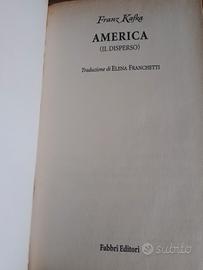 Franz Kafka
AMERICA
(IL DISPERSO)
Traduzione di ELENA FRANCHETTI
Fabbri Editori
subito